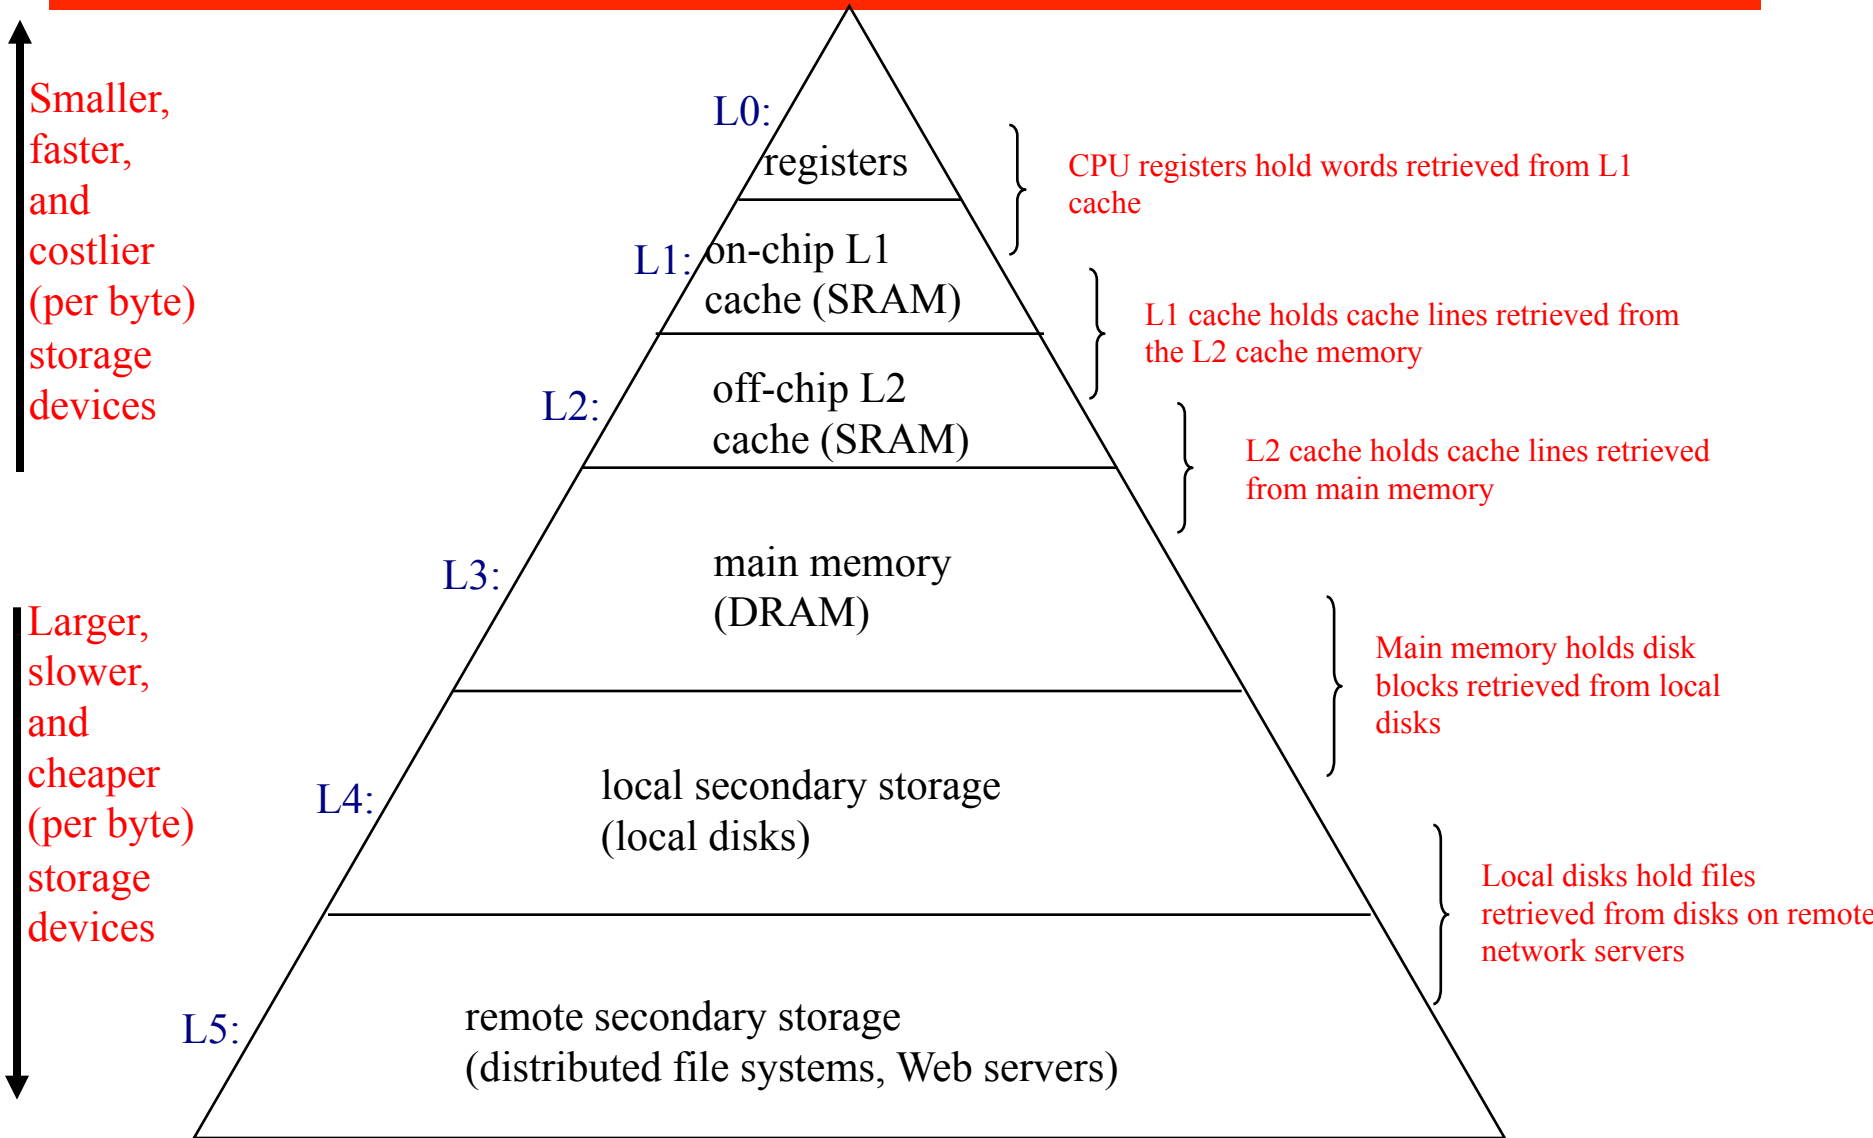 Smaller,
faster,
and
costlier
(per byte)
storage
devices
Larger,
slower,
and
cheaper
(per byte)
storage
devices
L0:
registers
CPU registers hold words retrieved from L1
cache
L1:
on-chip L1
cache (SRAM)
L1 cache holds cache lines retrieved from
the L2 cache memory
L2:
off-chip L2
cache (SRAM)
L2 cache holds cache lines retrieved
from main memory
L3:
main memory
(DRAM)
Main memory holds disk
blocks retrieved from local
disks
L4:
local secondary storage
(local disks)
Local disks hold files
retrieved from disks on remote
network servers
L5:
remote secondary storage
(distributed file systems, Web servers)